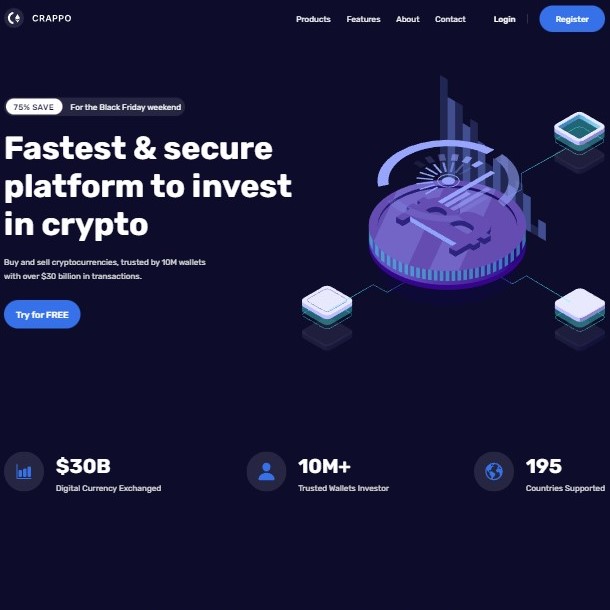 CRAPPO
Products Features About Contact Login Register
75% SAVE For the Black Friday weekend
Fastest & secure
platform to invest
in crypto
Buy and sell cryptocurrencies, trusted by 10M wallets
with over $30 billion in transactions.
Try for FREE
$30B
Digital Currency Exchanged
10M+
Trusted Wallets Investor
195
Countries Supported